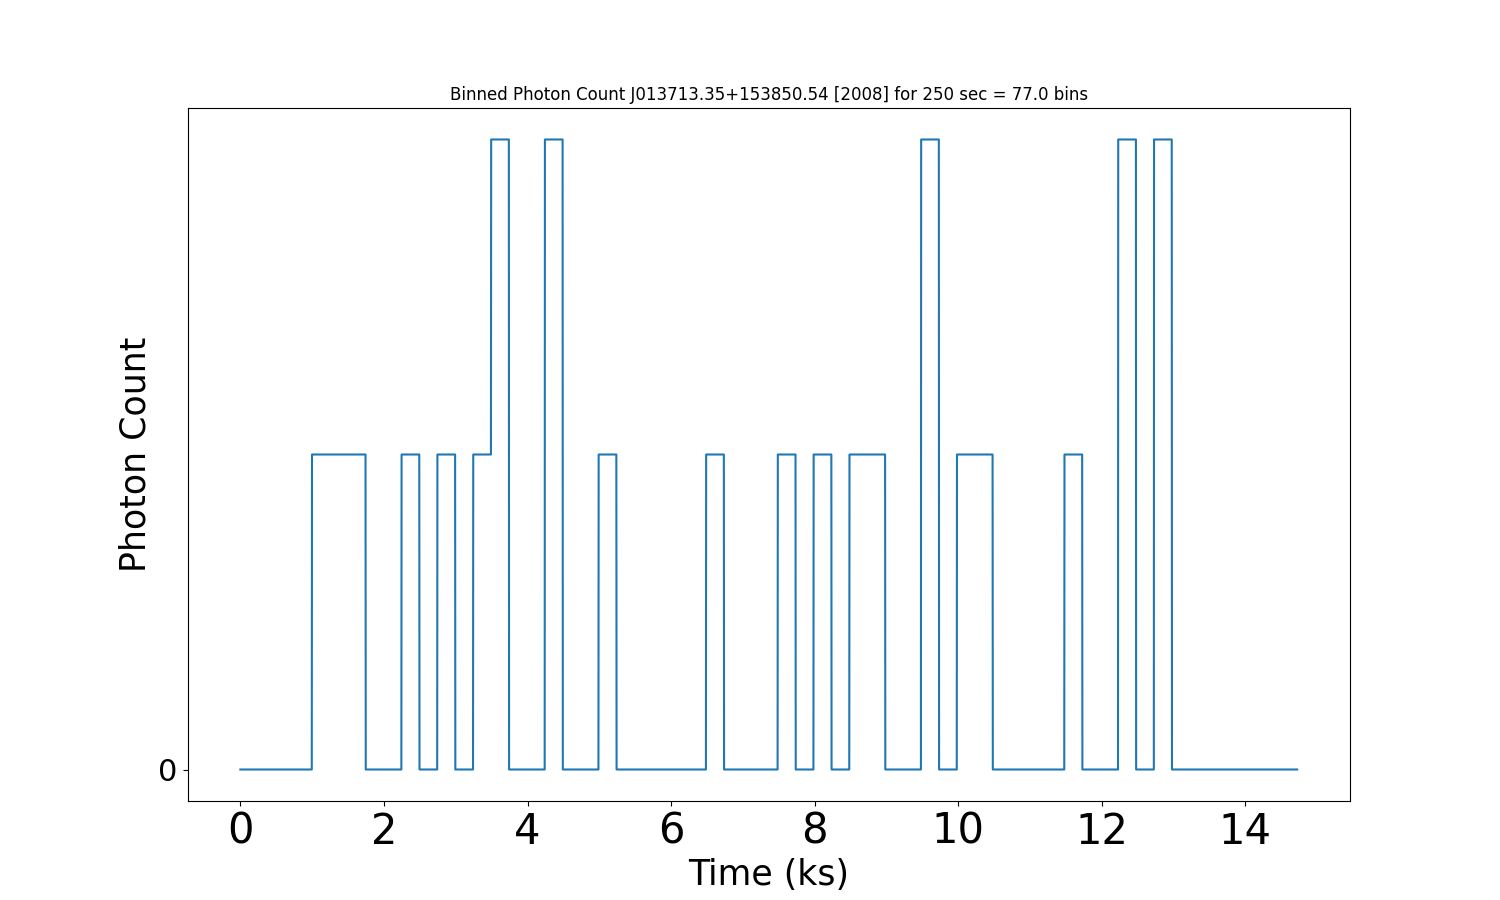 Binned Photon Count J013713.35+153850.54 [2008] for 250 sec = 77.0 bins
Photon Count
0
0 2 4 6 8 10 12 14
Time (ks)